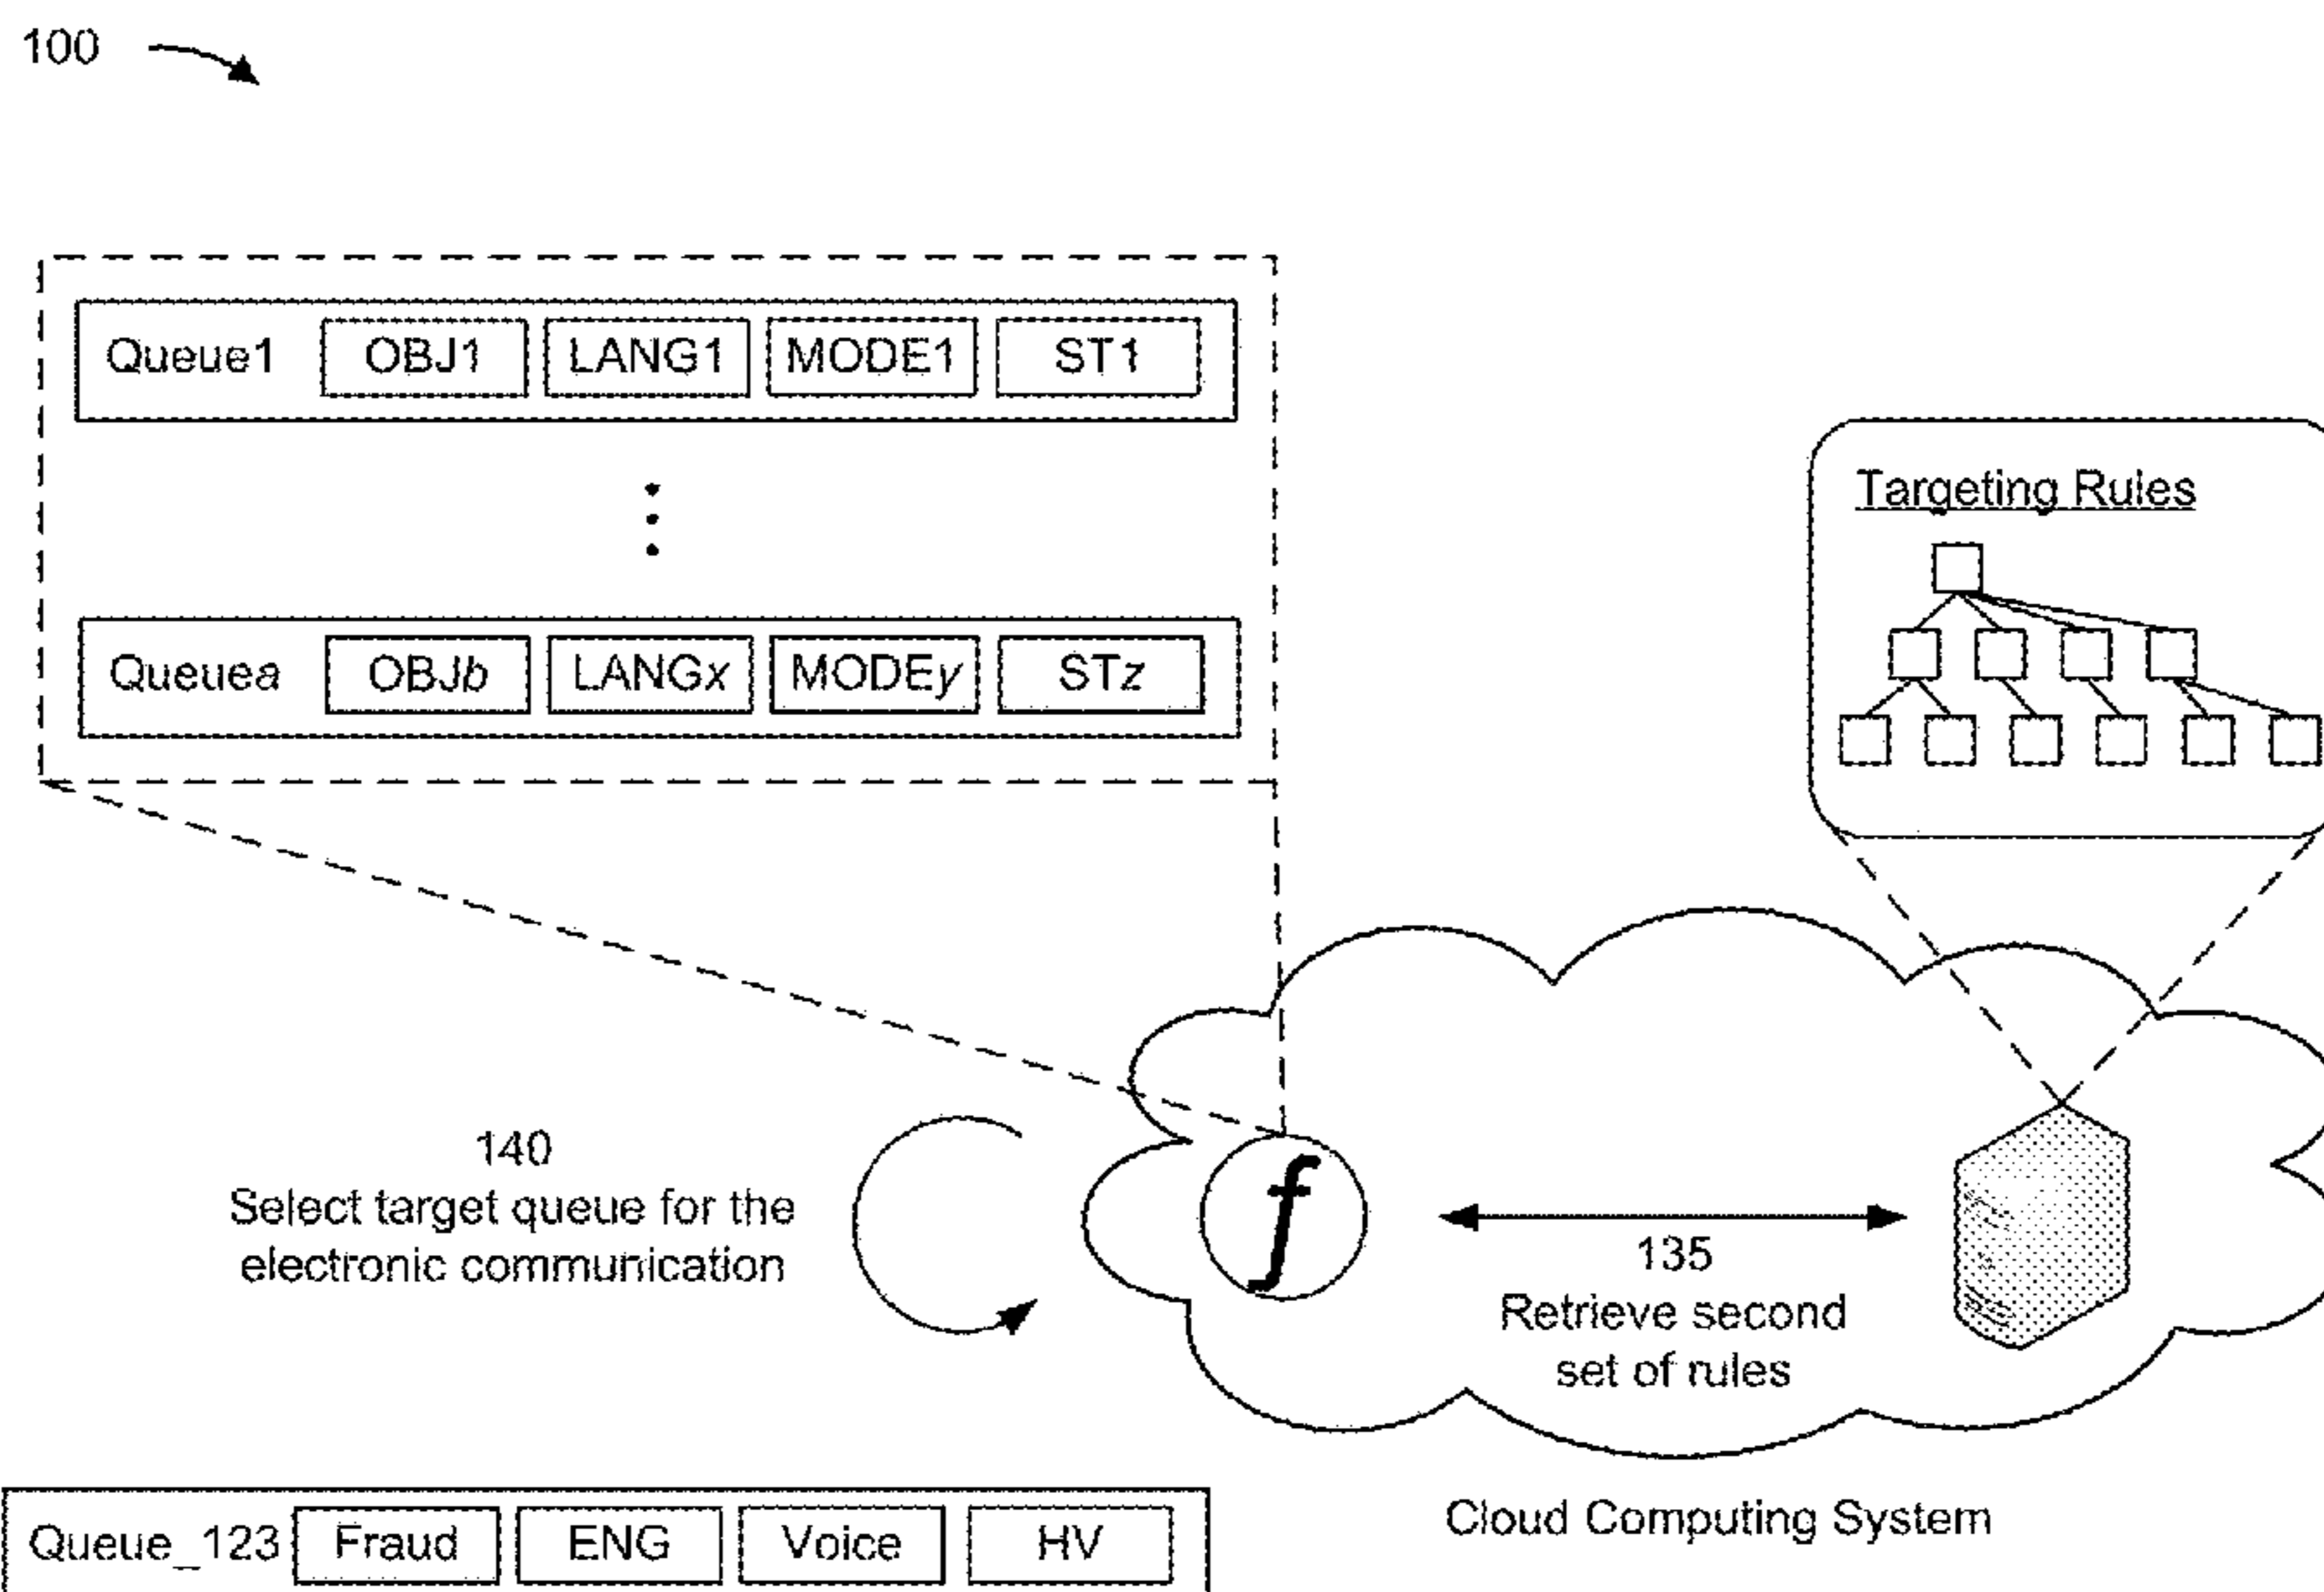 100
Queue1 OBJ1 LANG1 MODE1 ST1
Queuea OBJb LANGx MODEy STz
Targeting Rules
140
Select target queue for the
electronic communication
f
135
Retrieve second
set of rules
Cloud Computing System
Queue_123 Fraud ENG Voice HV